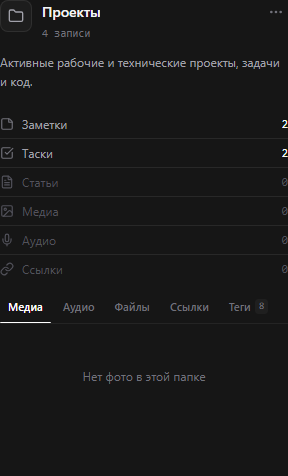 Проекты
4 записи
Активные рабочие и технические проекты, задачи
и код.
Заметки 2
Таски 2
Статьи 0
Медиа 0
Аудио 0
Ссылки 0
Медиа Аудио Файлы Ссылки Теги 8
Нет фото в этой папке